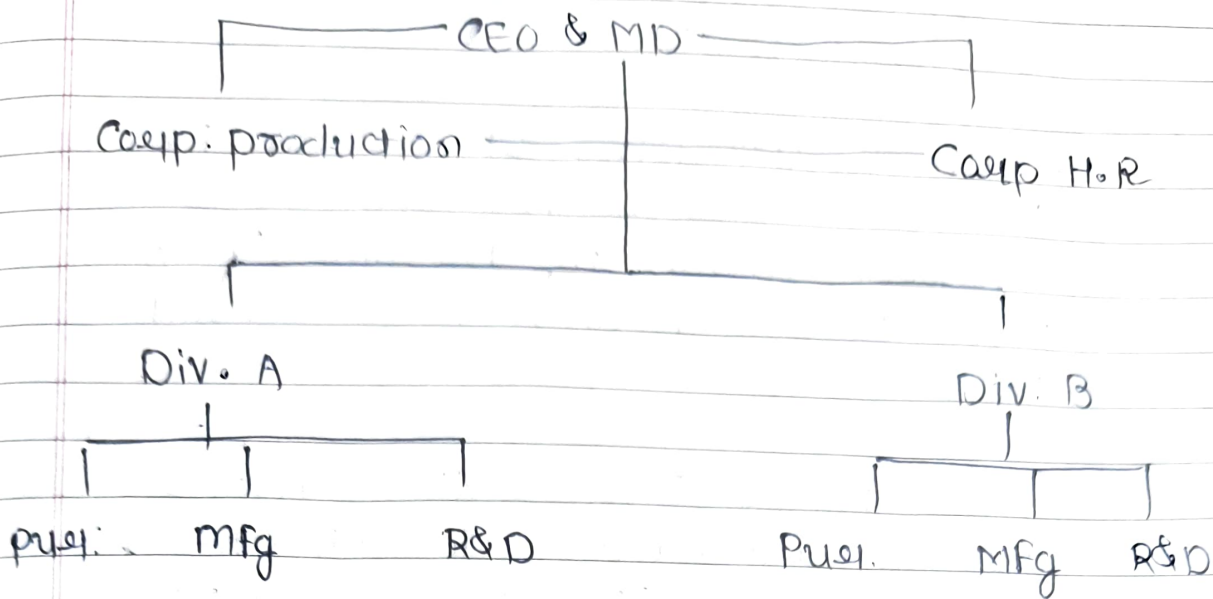 CEO & MD
Corp. production
Corp H.R
Div. A
Div. B
Pur. Mfg R&D
Pur. Mfg R&D